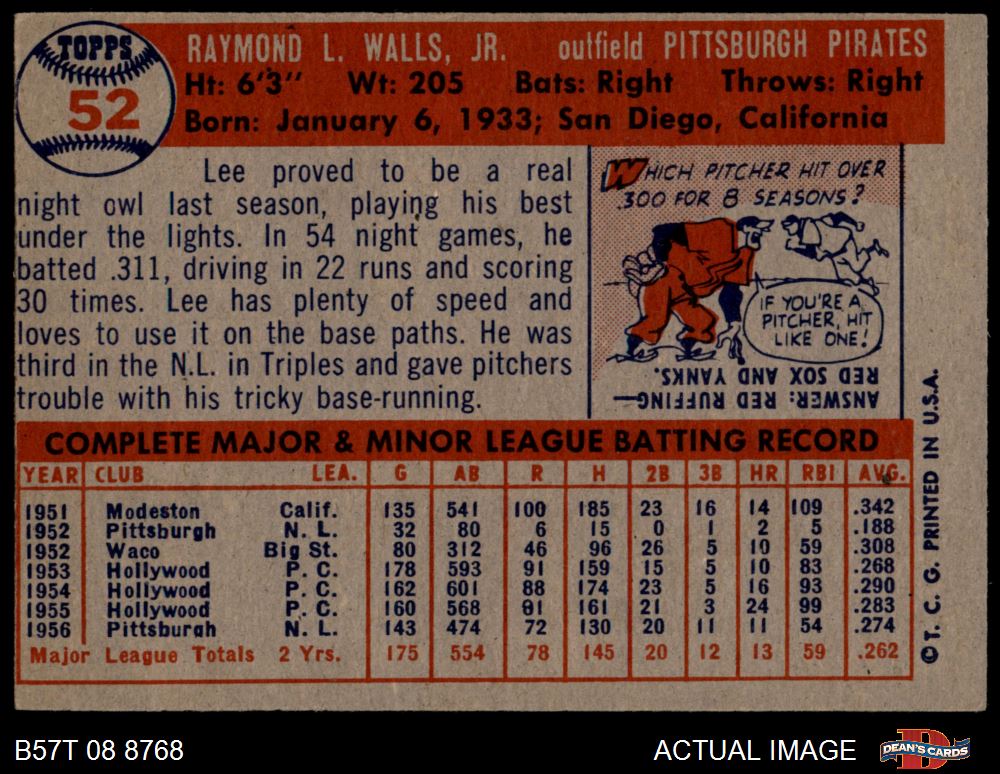 TOPPS
52
RAYMOND L. WALLS, JR. outfield PITTSBURGH PIRATES
Ht: 6'3" Wt: 205 Bats: Right Throws: Right
Born: January 6, 1933; San Diego, California
Lee proved to be a real
night owl last season, playing his best
under the lights. In 54 night games, he
batted .311, driving in 22 runs and scoring
30 times. Lee has plenty of speed and
loves to use it on the base paths. He was
third in the N.L. in Triples and gave pitchers
trouble with his tricky base-running.
WHICH PITCHER HIT OVER
.300 FOR 8 SEASONS?
IF YOU'RE A
PITCHER, HIT
LIKE ONE!
ANSWER: RED RUFFING—
RED SOX AND YANKS.
COMPLETE MAJOR & MINOR LEAGUE BATTING RECORD
YEAR CLUB LEA. G AB R H 2B 3B HR RBI AVG.
1951 Modeston Calif. 135 541 100 185 23 16 14 109 .342
1952 Pittsburgh N. L. 32 80 6 15 0 1 2 5 .188
1952 Waco Big St. 80 312 46 96 26 5 10 59 .308
1953 Hollywood P. C. 178 593 91 159 15 5 10 83 .268
1954 Hollywood P. C. 162 601 88 174 23 5 16 93 .290
1955 Hollywood P. C. 160 568 91 161 21 3 24 99 .283
1956 Pittsburgh N. L. 143 474 72 130 20 11 11 54 .274
Major League Totals 2 Yrs. 175 554 78 145 20 12 13 59 .262
© T. C. G. PRINTED IN U.S.A.
B57T 08 8768
ACTUAL IMAGE
DEAN'S CARDS